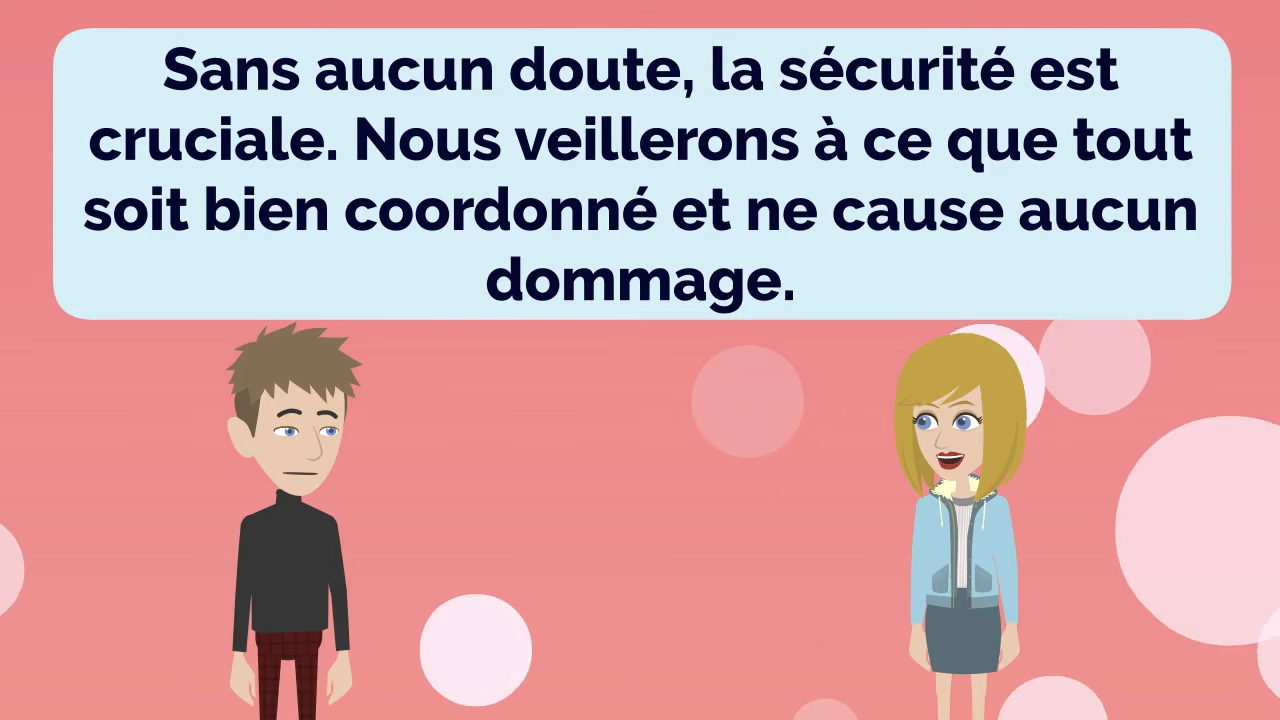 Sans aucun doute, la sécurité est
cruciale. Nous veillerons à ce que tout
soit bien coordonné et ne cause aucun
dommage.